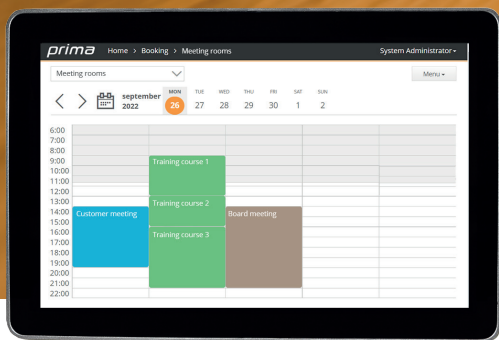 prima Home > Booking > Meeting rooms System Administrator
Meeting rooms Menu
september 2022
MON TUE WED THU FRI SAT SUN
26 27 28 29 30 1 2
6:00
7:00
8:00
9:00 Training course 1
10:00
11:00
12:00
13:00 Training course 2
14:00 Customer meeting Board meeting
15:00
16:00 Training course 3
17:00
18:00
19:00
20:00
21:00
22:00